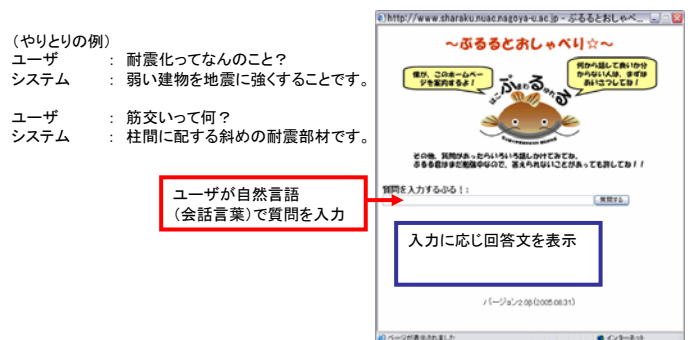 （やりとりの例）
ユーザ　：　耐震化ってなんのこと？
システム　：　弱い建物を地震に強くすることです。
ユーザ　：　筋交いって何？
システム　：　柱間に配する斜めの耐震部材です。
ユーザが自然言語
（会話言葉）で質問を入力
http://www.sharaku.nuac.nagoya-u.ac.jp - ぶるるとおしゃべ...
～ぶるるとおしゃべり☆～
僕が、このホームペー
ジを案内するよ！
何から話して良いか分
からない人は、まずは
あいさつしてね！
その他、質問があったらいろいろ話しかけてみてね。
ぶるる君はまだ勉強中なので、答えられないことがあっても許してね！！
質問を入力するぶる！：
質問する
入力に応じ回答文を表示
バージョン2.0β(2005.08.31)
ページが表示されました
インターネット